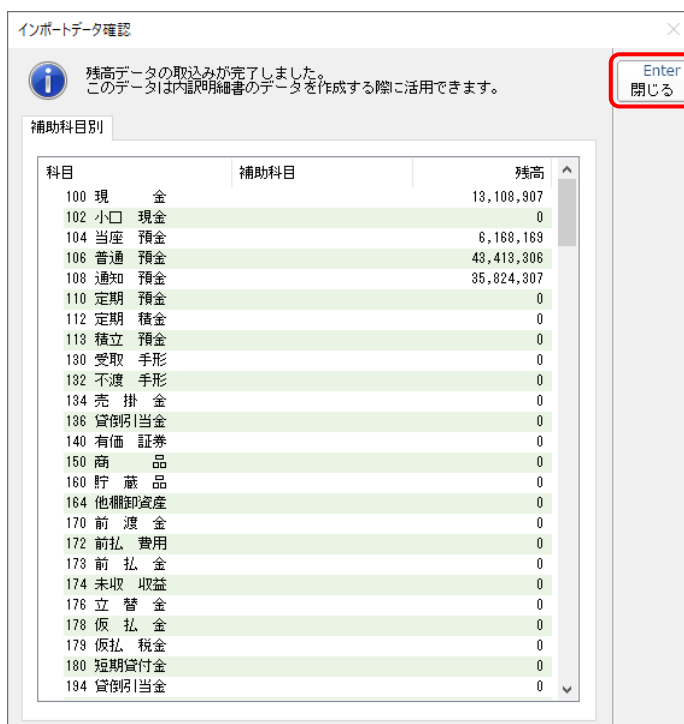 インポートデータ確認
残高データの取込みが完了しました。
このデータは内訳明細書のデータを作成する際に活用できます。
Enter
閉じる
補助科目別
科目 補助科目 残高
100 現　　金 13,108,907
102 小口　現金 0
104 当座　預金 6,168,169
106 普通　預金 43,413,306
108 通知　預金 35,824,307
110 定期　預金 0
112 定期　積金 0
113 積立　預金 0
130 受取　手形 0
132 不渡　手形 0
134 売　掛　金 0
136 貸倒引当金 0
140 有価　証券 0
150 商　　品 0
160 貯　蔵　品 0
164 他棚卸資産 0
170 前　渡　金 0
172 前払　費用 0
173 前　払　金 0
174 未収　収益 0
176 立　替　金 0
178 仮　払　金 0
179 仮払　税金 0
180 短期貸付金 0
194 貸倒引当金 0